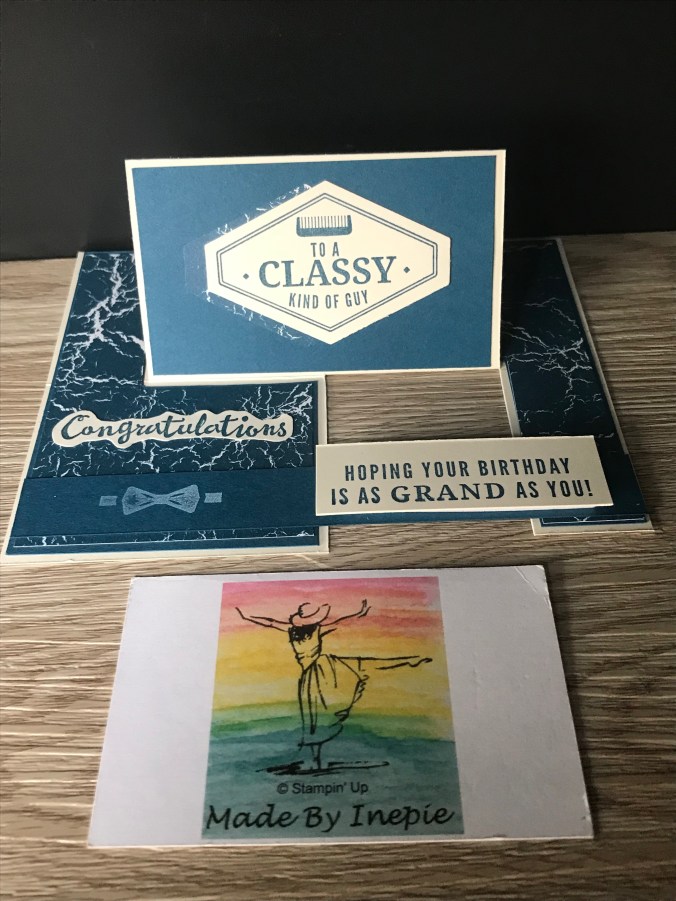 TO A
CLASSY
KIND OF GUY
Congratulations
HOPING YOUR BIRTHDAY
IS AS GRAND AS YOU!
© Stampin' Up
Made By Inepie